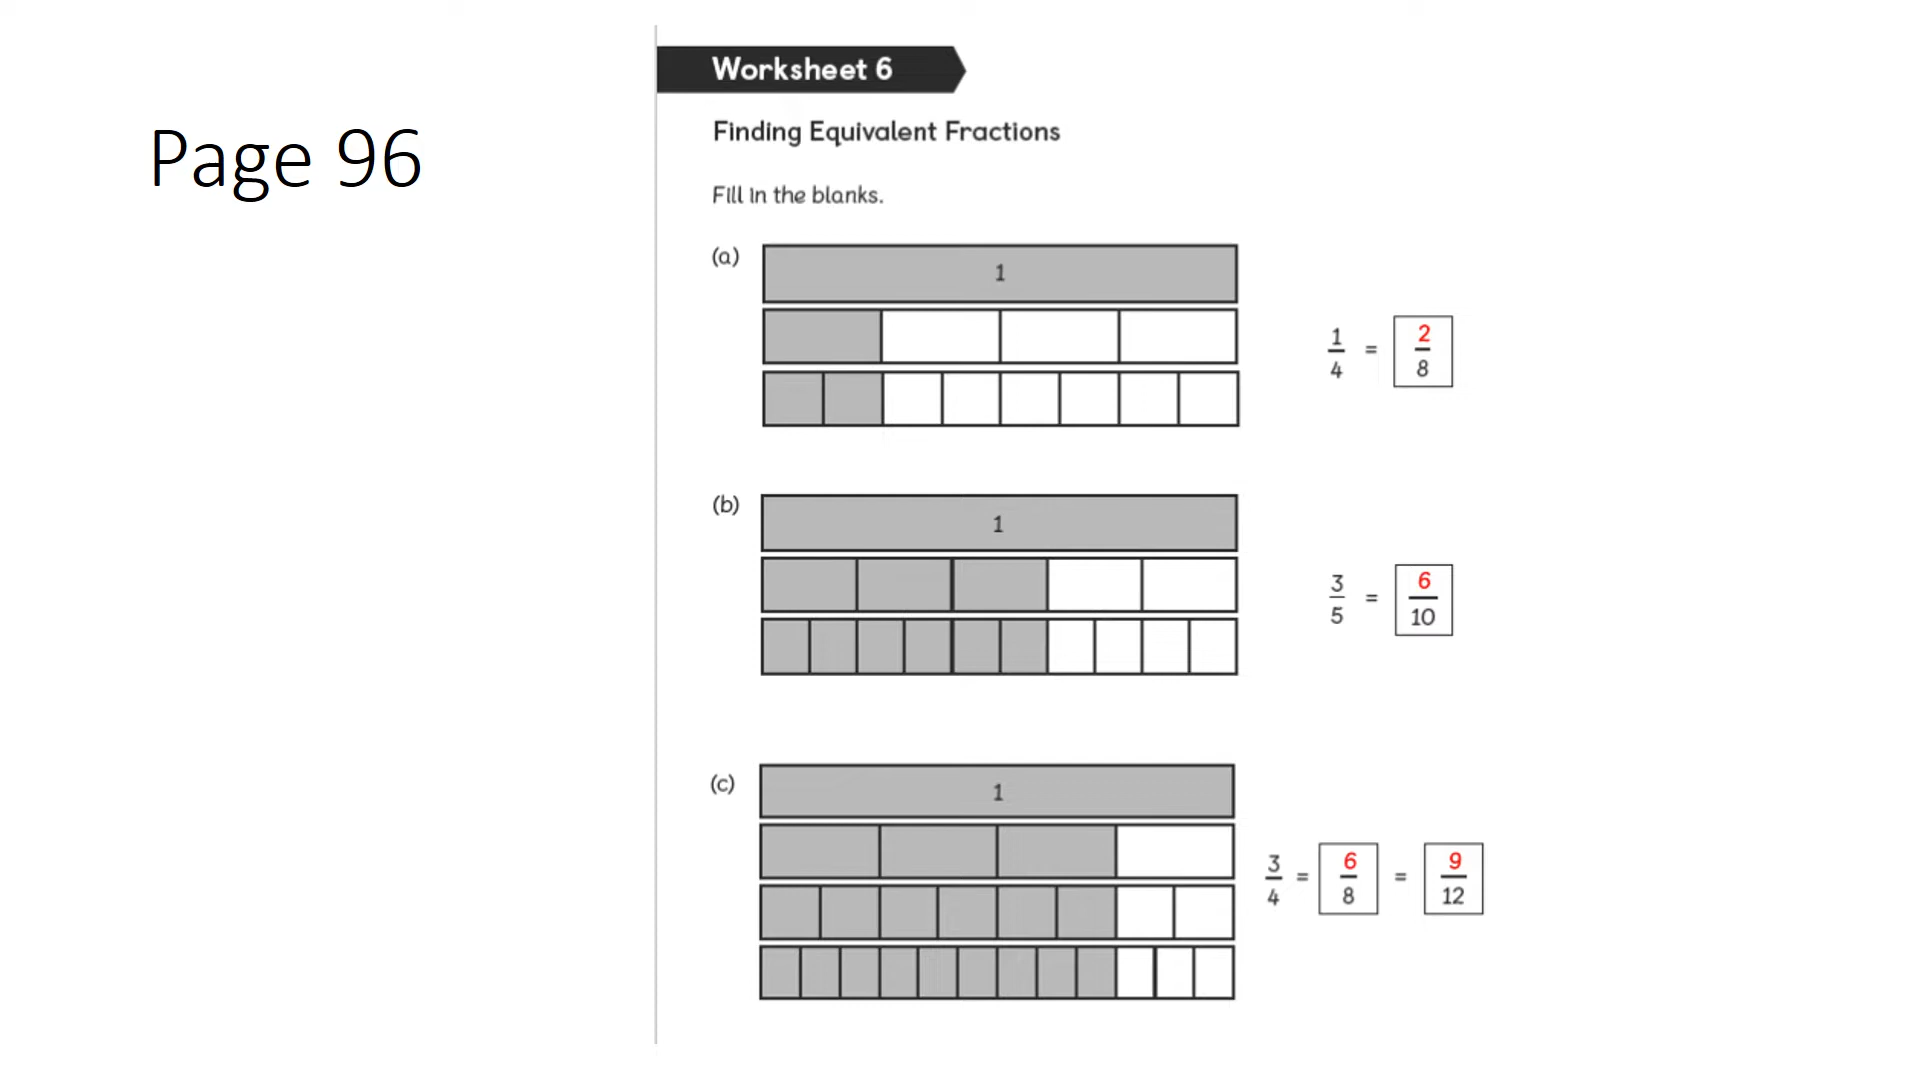 Page 96
Worksheet 6
Finding Equivalent Fractions
Fill in the blanks.
(a)
1
1/4 = 2/8
(b)
1
3/5 = 6/10
(c)
1
3/4 = 6/8 = 9/12